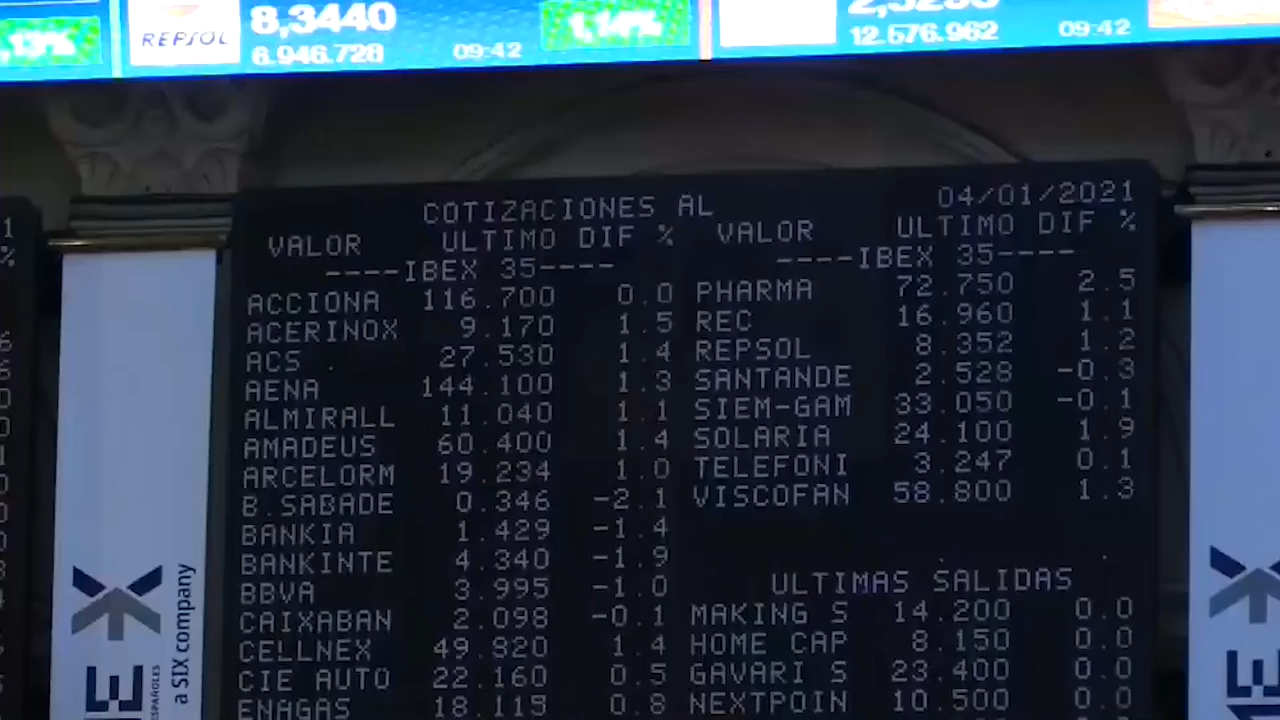 ,13%
REPSOL
8,3440
6.946.728
09:42
1,14%
12.576.962
09:42
COTIZACIONES AL 04/01/2021
VALOR ULTIMO DIF %
----IBEX 35----
ACCIONA 116.700 0.0
ACERINOX 9.170 1.5
ACS 27.530 1.4
AENA 144.100 1.3
ALMIRALL 11.040 1.1
AMADEUS 60.400 1.4
ARCELORM 19.234 1.0
B.SABADE 0.346 -2.1
BANKIA 1.429 -1.4
BANKINTE 4.340 -1.9
BBVA 3.995 -1.0
CAIXABAN 2.098 -0.1
CELLNEX 49.820 1.4
CIE AUTO 22.160 0.5
ENAGAS 18.115 0.8
VALOR ULTIMO DIF %
----IBEX 35----
PHARMA 72.750 2.5
REC 16.960 1.1
REPSOL 8.352 1.2
SANTANDE 2.528 -0.3
SIEM-GAM 33.050 -0.1
SOLARIA 24.100 1.9
TELEFONI 3.247 0.1
VISCOFAN 58.800 1.3
ULTIMAS SALIDAS
MAKING S 14.200 0.0
HOME CAP 8.150 0.0
GAVARI S 23.400 0.0
NEXTPOIN 10.500 0.0
a SIX company